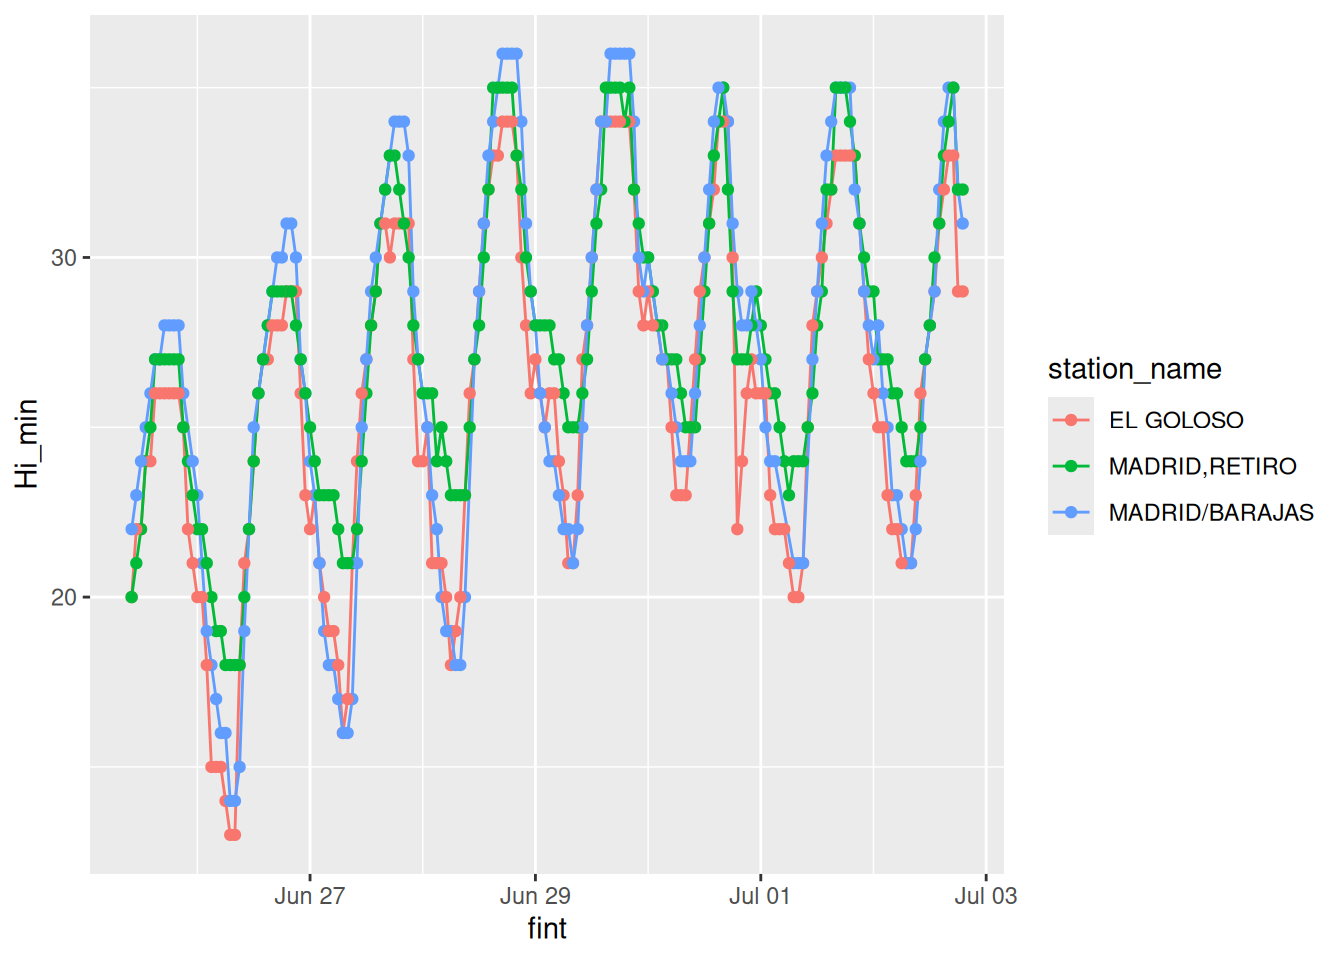 Hi_min
30
20
Jun 27
Jun 29
Jul 01
Jul 03
fint
station_name
EL GOLOSO
MADRID,RETIRO
MADRID/BARAJAS